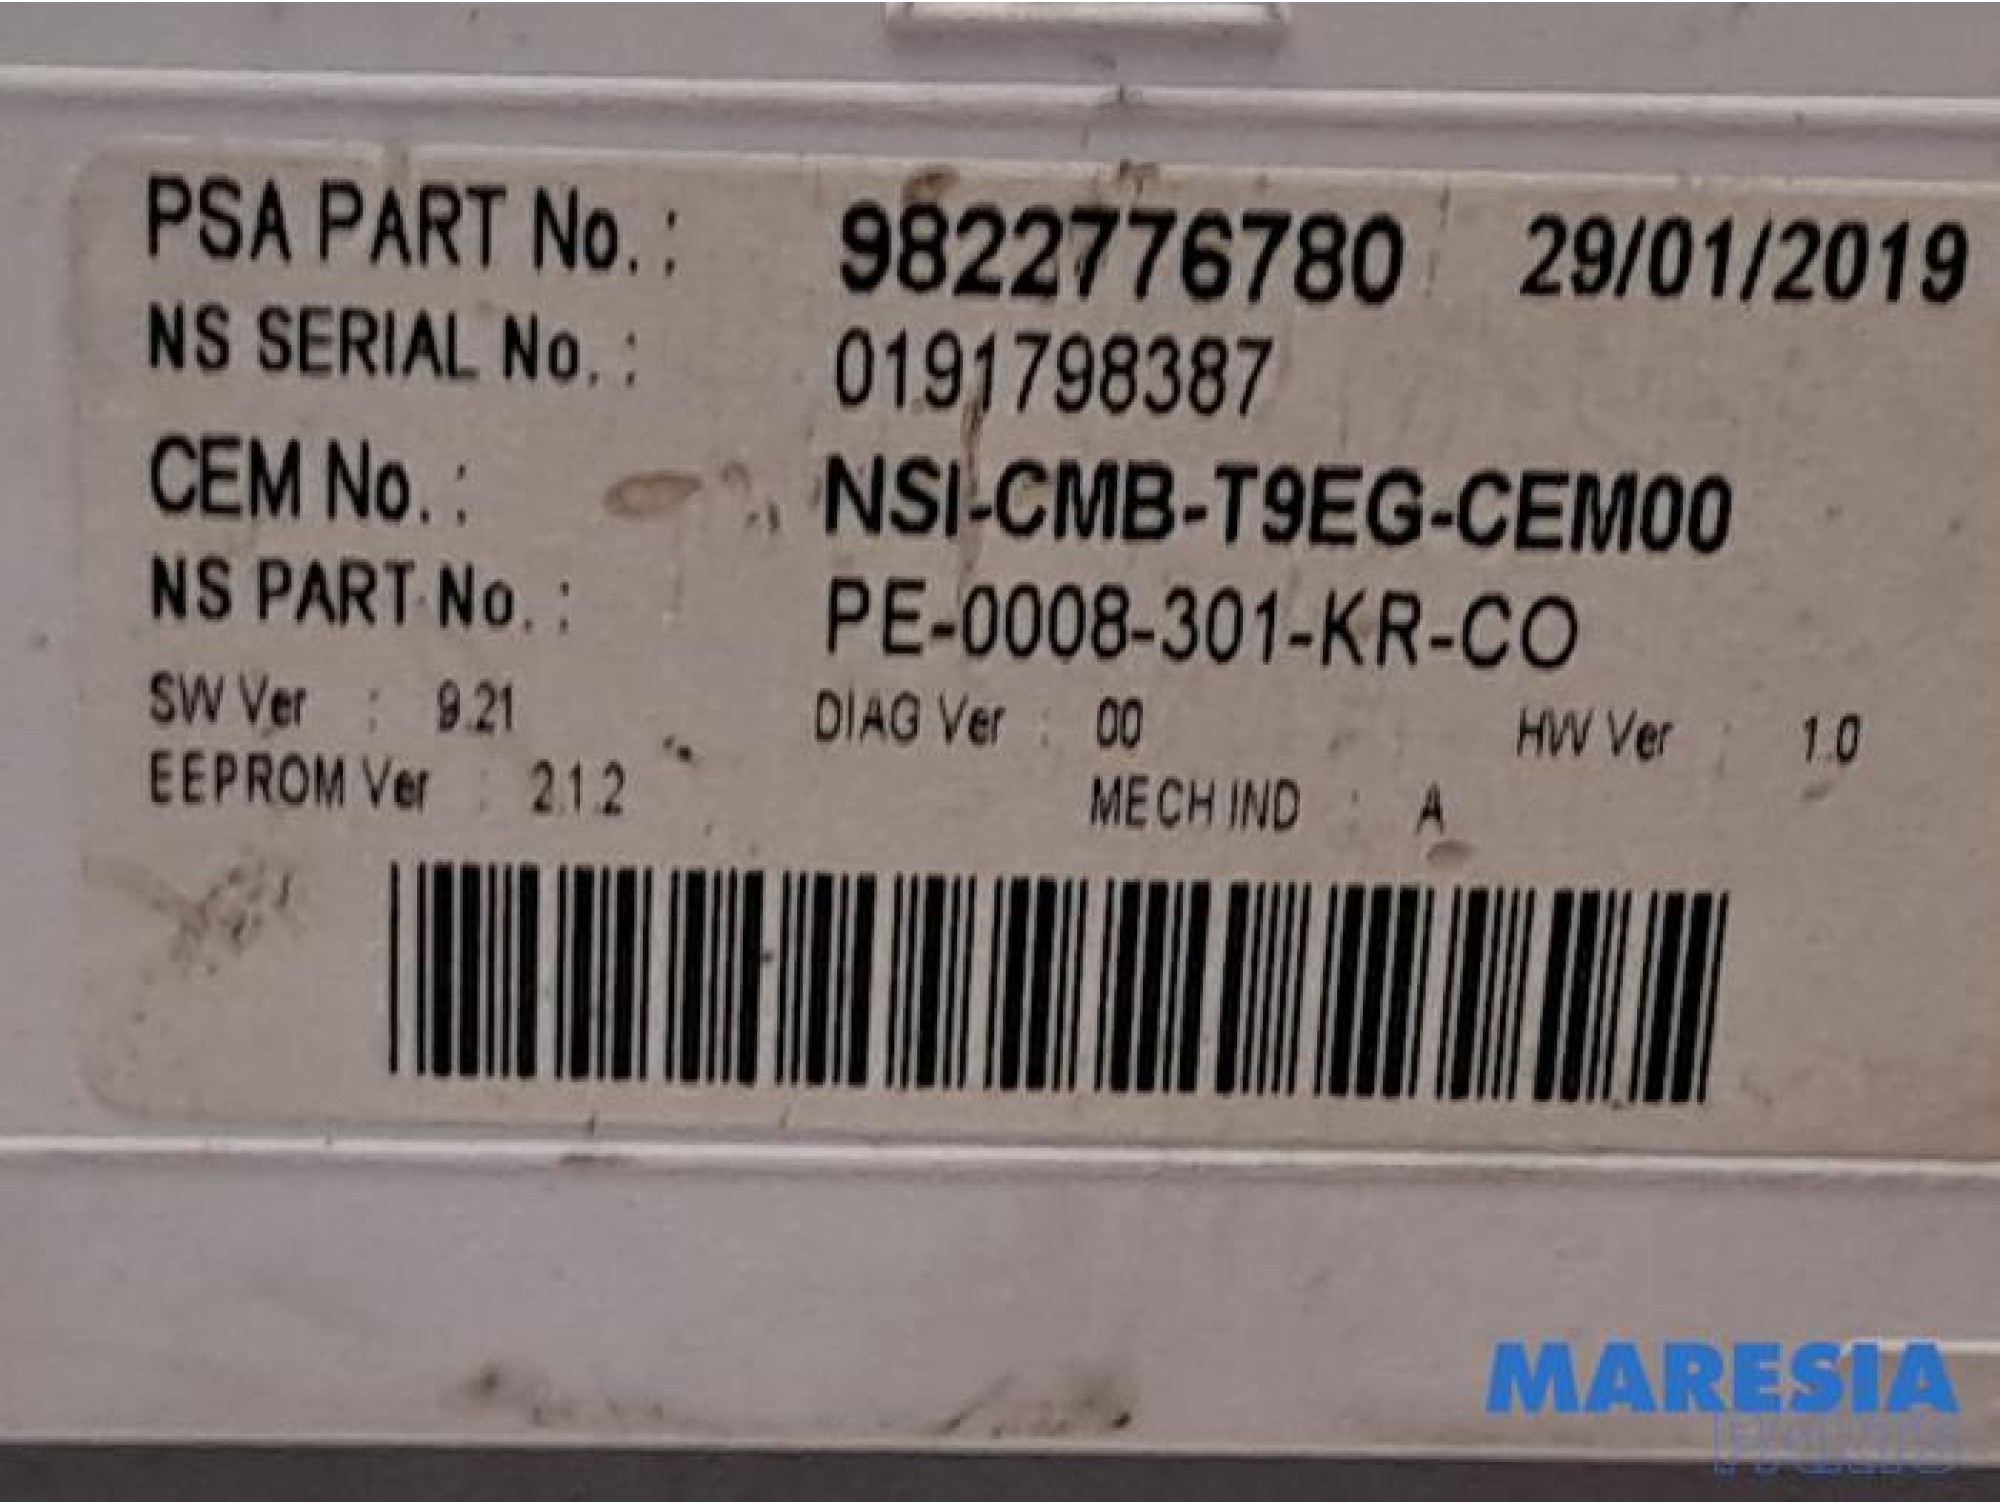 PSA PART No. : 9822776780 29/01/2019
NS SERIAL No. : 0191798387
CEM No. : NSI-CMB-T9EG-CEM00
NS PART No. : PE-0008-301-KR-CO
SW Ver : 9.21 DIAG Ver : 00 HW Ver : 1.0
EEPROM Ver : 2.1.2 MECH IND : A
MARESIA
PARTS